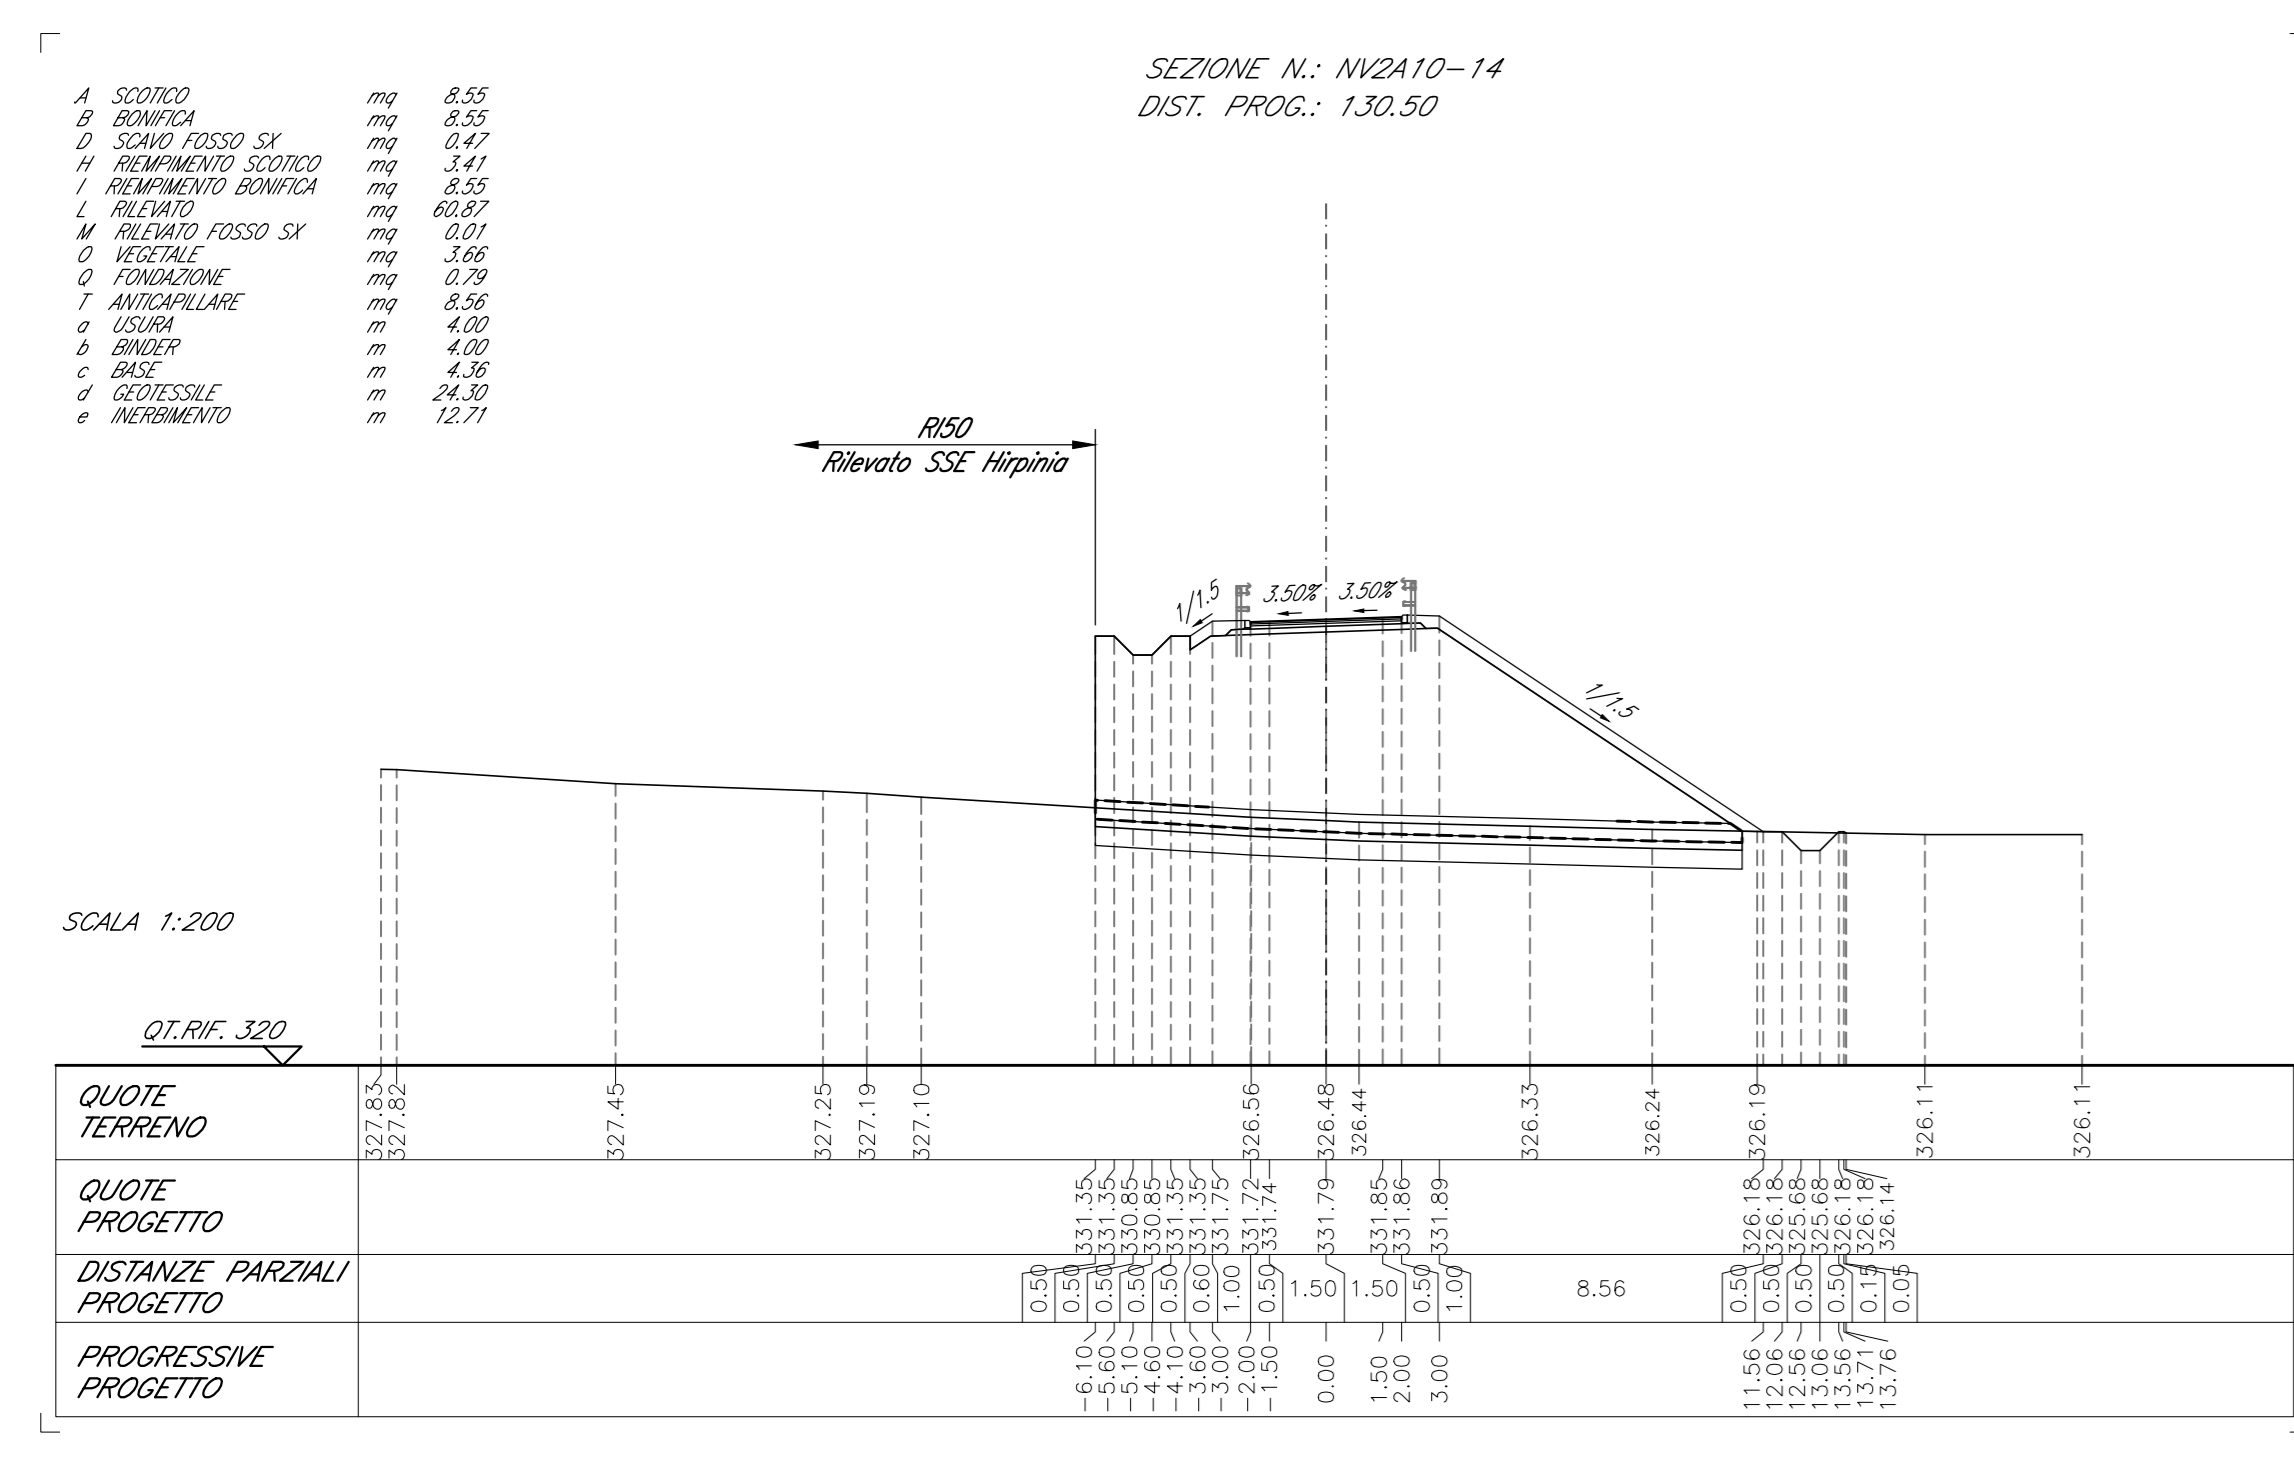 SEZIONE N.: NV2A10-14
DIST. PROG.: 130.50
A SCOTICO mq 8.55
B BONIFICA mq 8.55
D SCAVO FOSSO SX mq 0.47
H RIEMPIMENTO SCOTICO mq 3.41
I RIEMPIMENTO BONIFICA mq 8.55
L RILEVATO mq 60.87
M RILEVATO FOSSO SX mq 0.01
O VEGETALE mq 3.66
Q FONDAZIONE mq 0.79
T ANTICAPILLARE mq 8.56
a USURA m 4.00
b BINDER m 4.00
c BASE m 4.36
d GEOTESSILE m 24.30
e INERBIMENTO m 12.71
RI50
Rilevato SSE Hirpinia
1/1.5
3.50%
3.50%
1/1.5
SCALA 1:200
QT.RIF. 320
QUOTE
TERRENO
327.83
327.82
327.45
327.25
327.19
327.10
326.56
326.48
326.44
326.33
326.24
326.19
326.11
326.11
QUOTE
PROGETTO
331.35
331.35
330.85
330.85
331.35
331.35
331.75
331.72
331.74
331.79
331.85
331.86
331.89
326.18
326.18
325.68
325.68
326.18
326.18
326.14
DISTANZE PARZIALI
PROGETTO
0.50
0.50
0.50
0.50
0.50
0.60
1.00
0.50
1.50
1.50
0.50
1.00
8.56
0.50
0.50
0.50
0.50
0.15
0.05
PROGRESSIVE
PROGETTO
-6.10
-5.60
-5.10
-4.60
-4.10
-3.60
-3.00
-2.00
-1.50
0.00
1.50
2.00
3.00
11.56
12.06
12.56
13.06
13.56
13.71
13.76